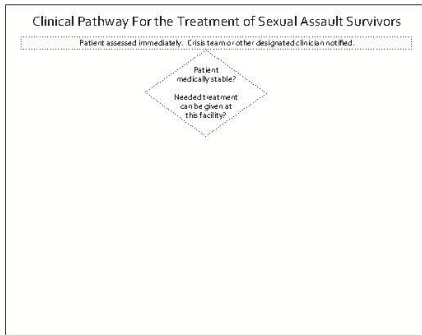 Clinical Pathway For the Treatment of Sexual Assault Survivors
Patient assessed immediately. Crisis team or other designated clinician notified.
Patient
medically stable?
Needed treatment
can be given at
this facility?